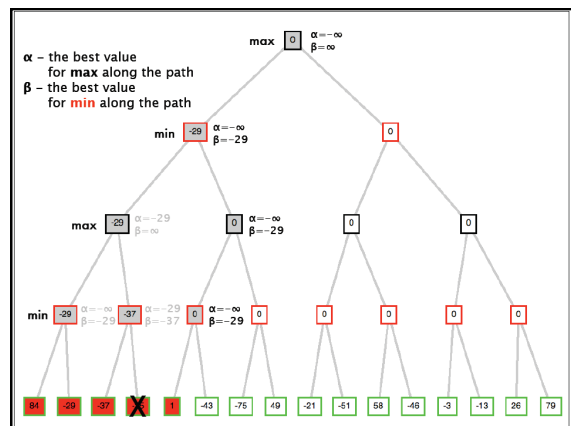 max 0 α=-∞
β=∞
α – the best value
for max along the path
β – the best value
for min along the path
min -29 α=-∞
β=-29
0
max -29 α=-29
β=∞
0 α=-∞
β=-29
0 0
min -29 α=-∞
β=-29
-37 α=-29
β=-37
0 α=-∞
β=-29
0 0 0 0 0
84 -29 -37 X 1 -43 -75 49 -21 -51 58 -46 -3 -13 26 79